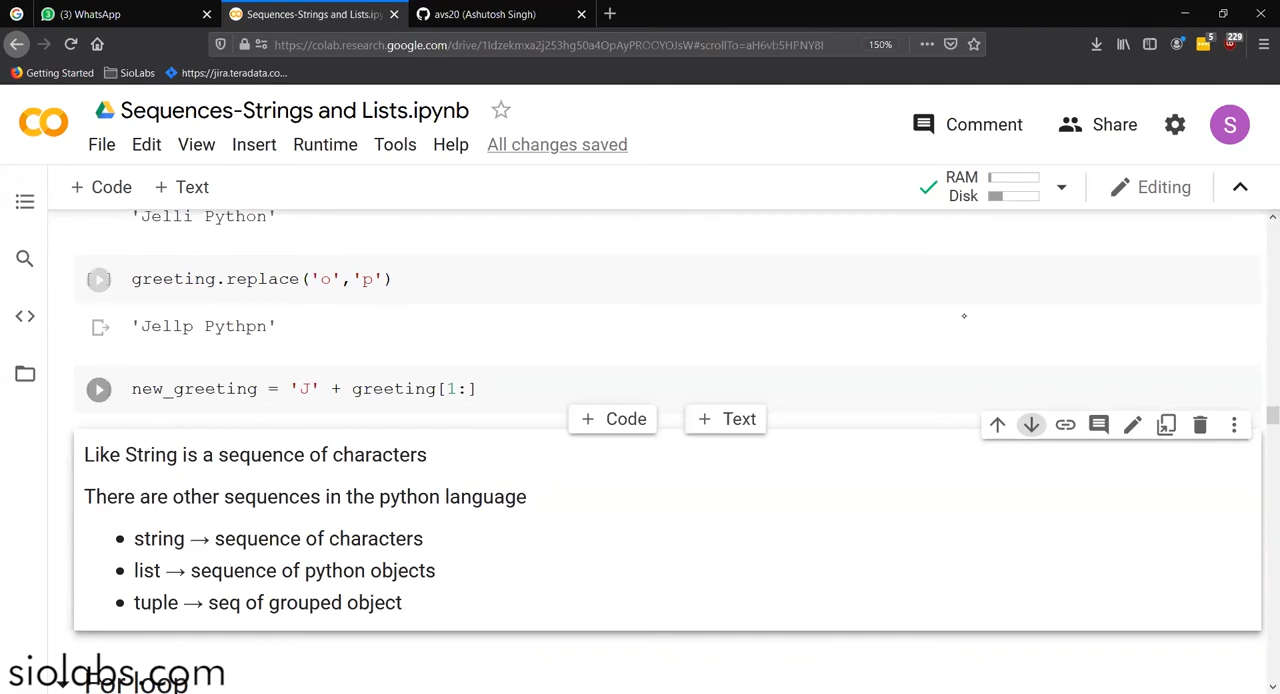 (3) WhatsApp
Sequences-Strings and Lists.ipynb
avs20 (Ashutosh Singh)
150%
5
229
Getting Started
SioLabs
https://jira.teradata.co...
Sequences-Strings and Lists.ipynb
Comment
Share
S
File Edit View Insert Runtime Tools Help All changes saved
+ Code + Text
RAM
Disk
Editing
'Jelli Python'
greeting.replace('o','p')
'Jellp Pythpn'
new_greeting = 'J' + greeting[1:]
+ Code + Text
Like String is a sequence of characters
There are other sequences in the python language
• string → sequence of characters
• list → sequence of python objects
• tuple → seq of grouped object
siolabs.com
For loop